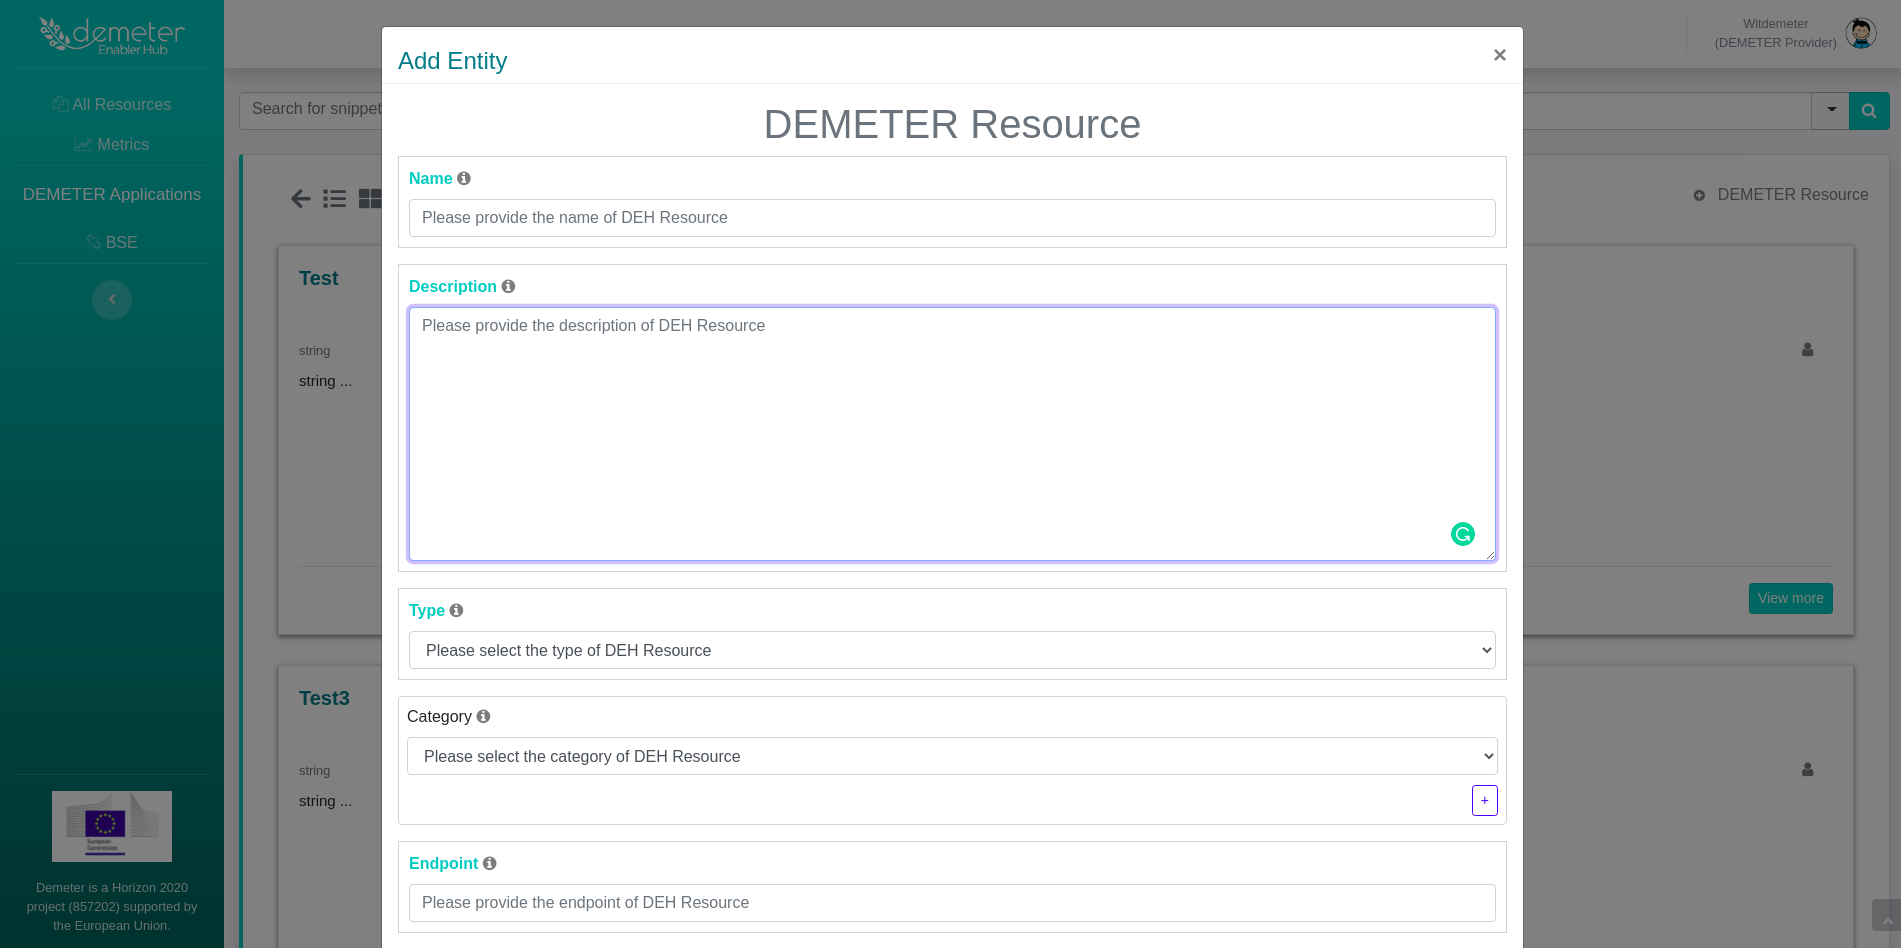 demeter
Enabler Hub
All Resources
Metrics
DEMETER Applications
BSE
European
Commission
Demeter is a Horizon 2020
project (857202) supported by
the European Union.
Witdemeter
(DEMETER Provider)
Search for snippet
DEMETER Resource
Test
string
string ...
View more
Test3
string
string ...
Add Entity
×
DEMETER Resource
Name
Please provide the name of DEH Resource
Description
Please provide the description of DEH Resource
Type
Please select the type of DEH Resource
Category
Please select the category of DEH Resource
+
Endpoint
Please provide the endpoint of DEH Resource